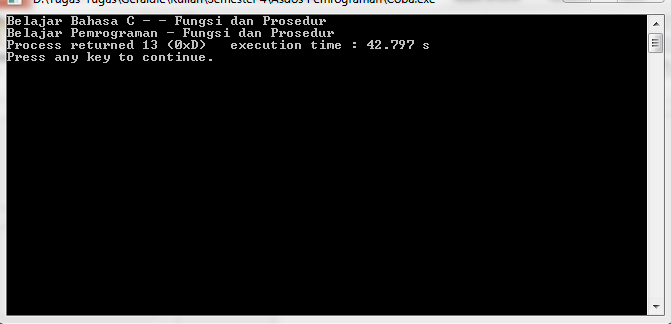 D:\Tugas-Tugas\Geraldie\Kuliah\Semester 4\Asdos Pemrograman\Coba.exe
Belajar Bahasa C - - Fungsi dan Prosedur
Belajar Pemrograman - Fungsi dan Prosedur
Process returned 13 (0xD)   execution time : 42.797 s
Press any key to continue.